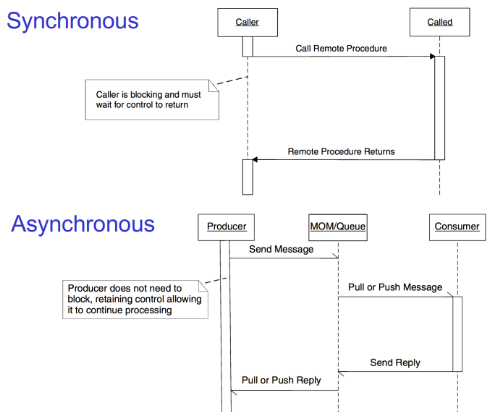 Synchronous
Caller
Called
Call Remote Procedure
Caller is blocking and must
wait for control to return
Remote Procedure Returns
Asynchronous
Producer
MOM/Queue
Consumer
Send Message
Producer does not need to
block, retaining control allowing
it to continue processing
Pull or Push Message
Send Reply
Pull or Push Reply